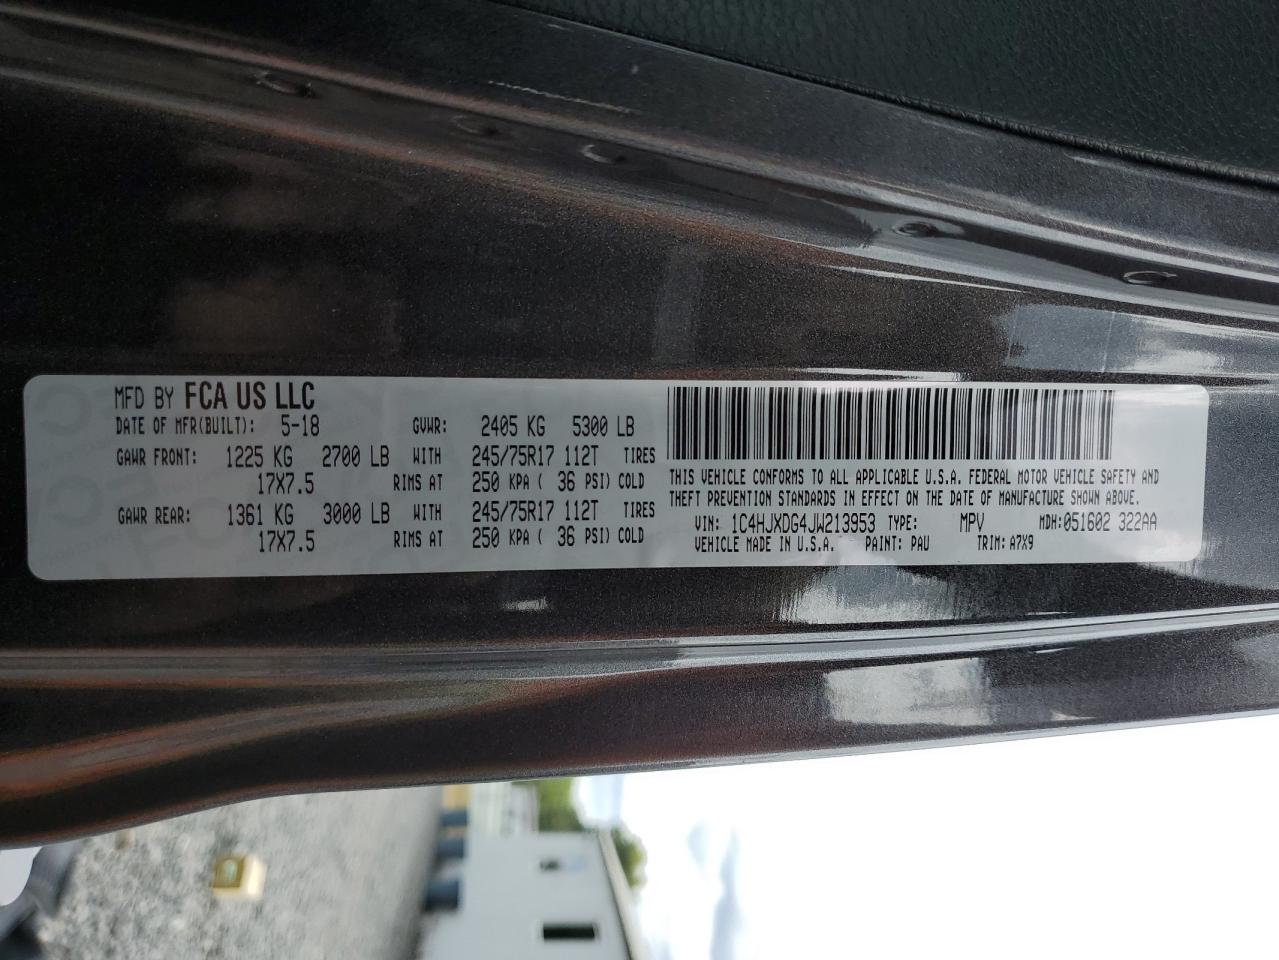 MFD BY FCA US LLC
DATE OF MFR(BUILT): 5-18 GVWR: 2405 KG 5300 LB
GAWR FRONT: 1225 KG 2700 LB WITH 245/75R17 112T TIRES
17X7.5 RIMS AT 250 KPA ( 36 PSI) COLD
GAWR REAR: 1361 KG 3000 LB WITH 245/75R17 112T TIRES
17X7.5 RIMS AT 250 KPA ( 36 PSI) COLD
THIS VEHICLE CONFORMS TO ALL APPLICABLE U.S.A. FEDERAL MOTOR VEHICLE SAFETY AND
THEFT PREVENTION STANDARDS IN EFFECT ON THE DATE OF MANUFACTURE SHOWN ABOVE.
VIN: 1C4HJXDG4JW213953 TYPE: MPV MDH: 051602 322AA
VEHICLE MADE IN U.S.A. PAINT: PAU TRIM: A7X9